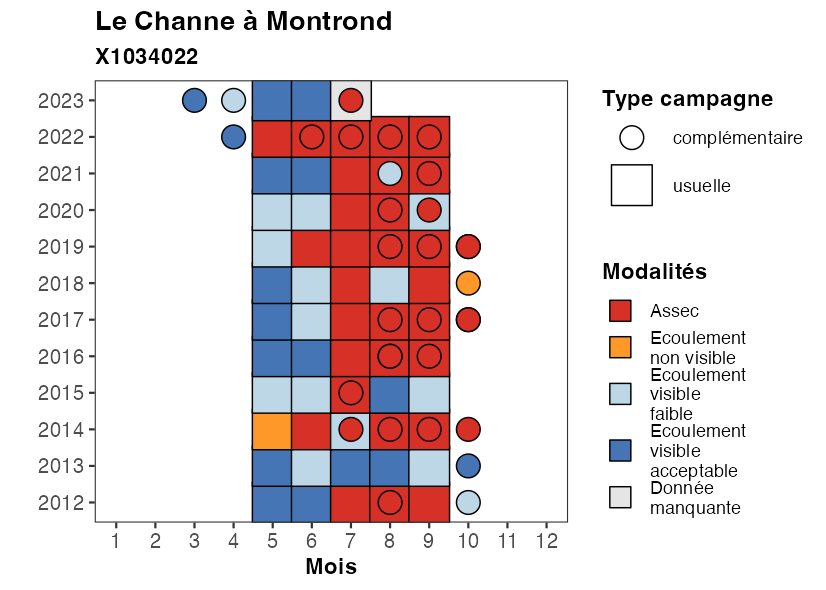 Le Channe à Montrond
X1034022
2023
2022
2021
2020
2019
2018
2017
2016
2015
2014
2013
2012
1 2 3 4 5 6 7 8 9 10 11 12
Mois
Type campagne
complémentaire
usuelle
Modalités
Assec
Ecoulement
non visible
Ecoulement
visible
faible
Ecoulement
visible
acceptable
Donnée
manquante